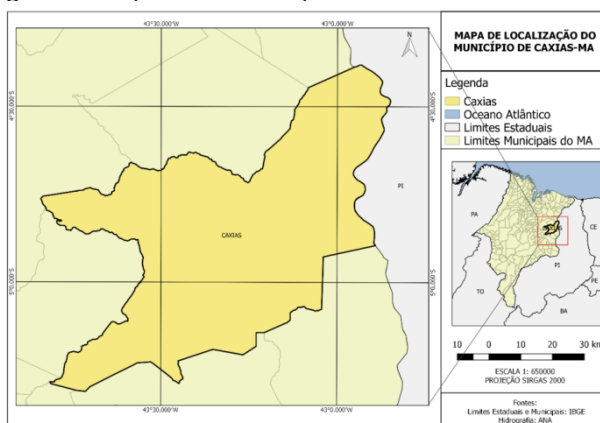 43°30.000'W
43°0.000'W
4°30.000'S
4°30.000'S
PI
CAXIAS
5°0.000'S
5°0.000'S
43°30.000'W
43°0.000'W
N
MAPA DE LOCALIZAÇÃO DO
MUNICÍPIO DE CAXIAS-MA
Legenda
Caxias
Oceano Atlântico
Limites Estaduais
Limites Municipais do MA
PA
CE
PI
PE
TO
BA
10 0 10 20 30 km
ESCALA 1: 650000
PROJEÇÃO SIRGAS 2000
Fontes:
Limites Estaduais e Municipais: IBGE
Hidrografia: ANA